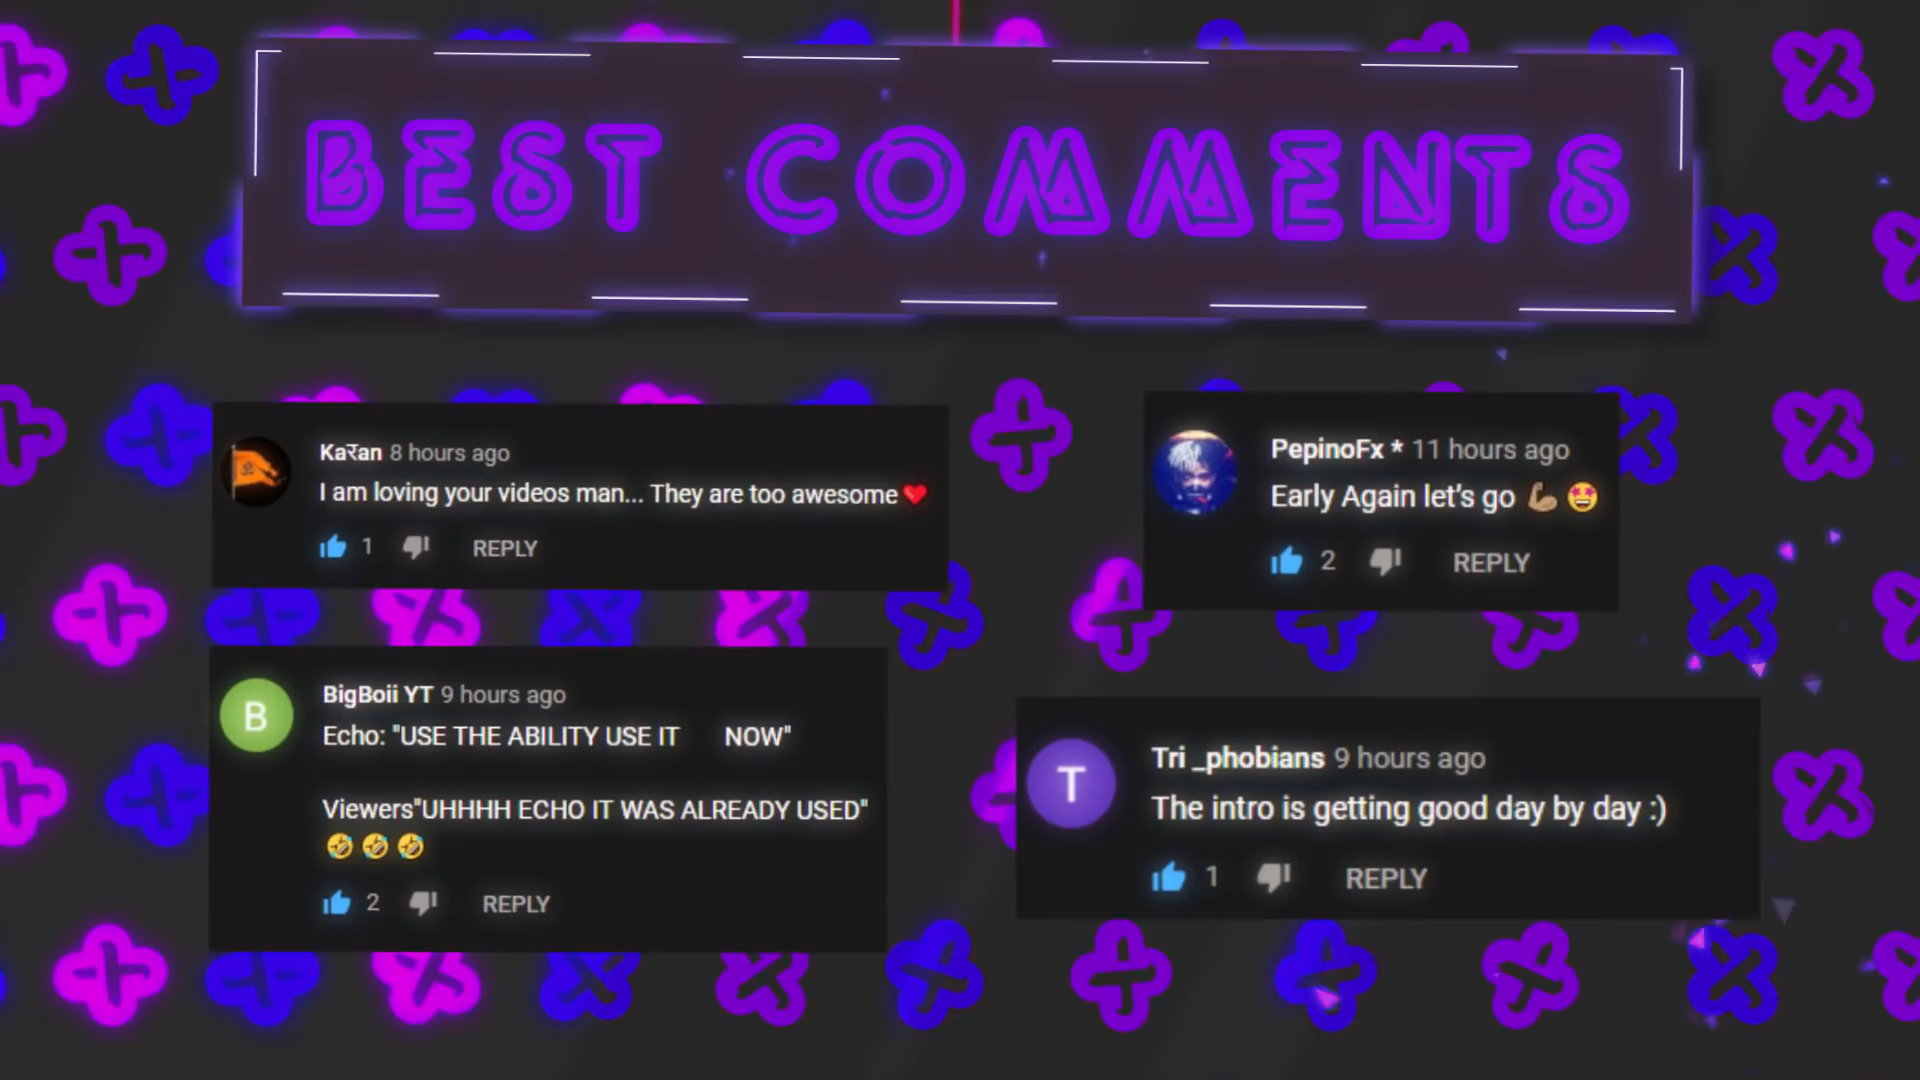 BEST COMMENTS
Kaरan 8 hours ago
I am loving your videos man... They are too awesome❤️
1 REPLY
PepinoFx * 11 hours ago
Early Again let's go 💪🏽 🤩
2 REPLY
B
BigBoii YT 9 hours ago
Echo: "USE THE ABILITY USE IT NOW"
Viewers"UHHHH ECHO IT WAS ALREADY USED"
🤣 🤣 🤣
2 REPLY
T
Tri _phobians 9 hours ago
The intro is getting good day by day :)
1 REPLY